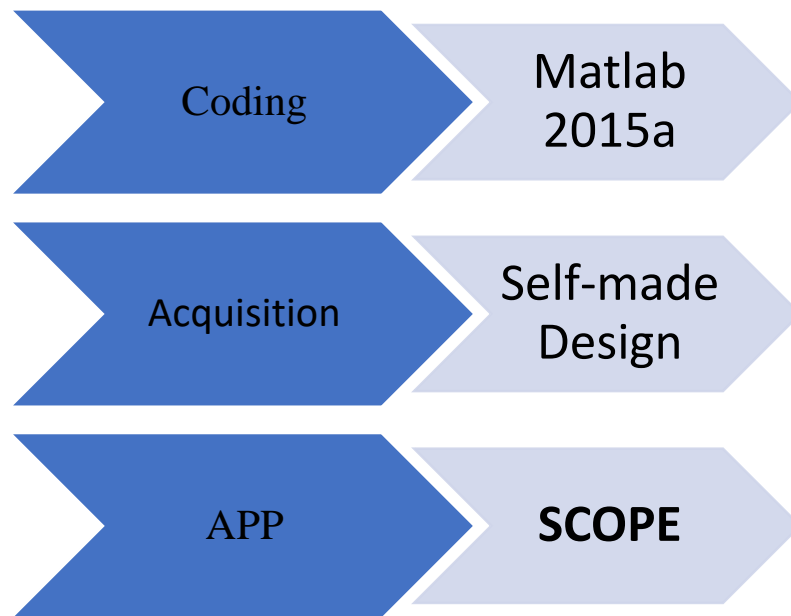 Coding
Matlab
2015a
Acquisition
Self-made
Design
APP
SCOPE